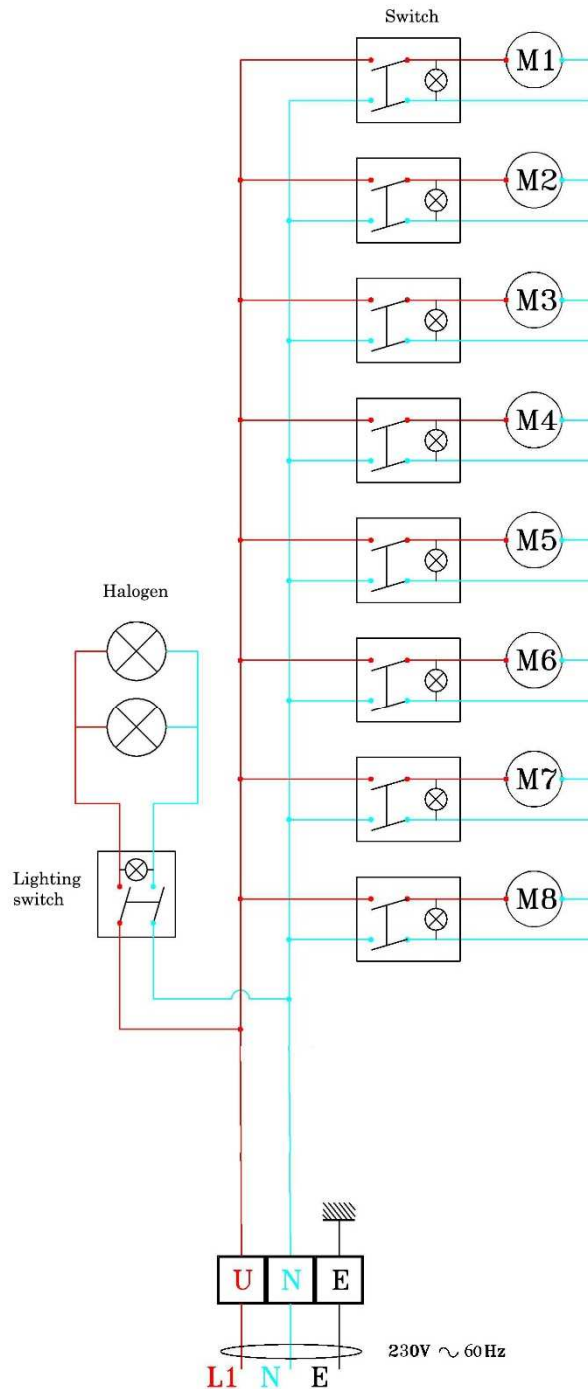 Switch
M1
M2
M3
M4
M5
Halogen
M6
M7
Lighting
switch
M8
U N E
230V ~ 60Hz
L1 N E